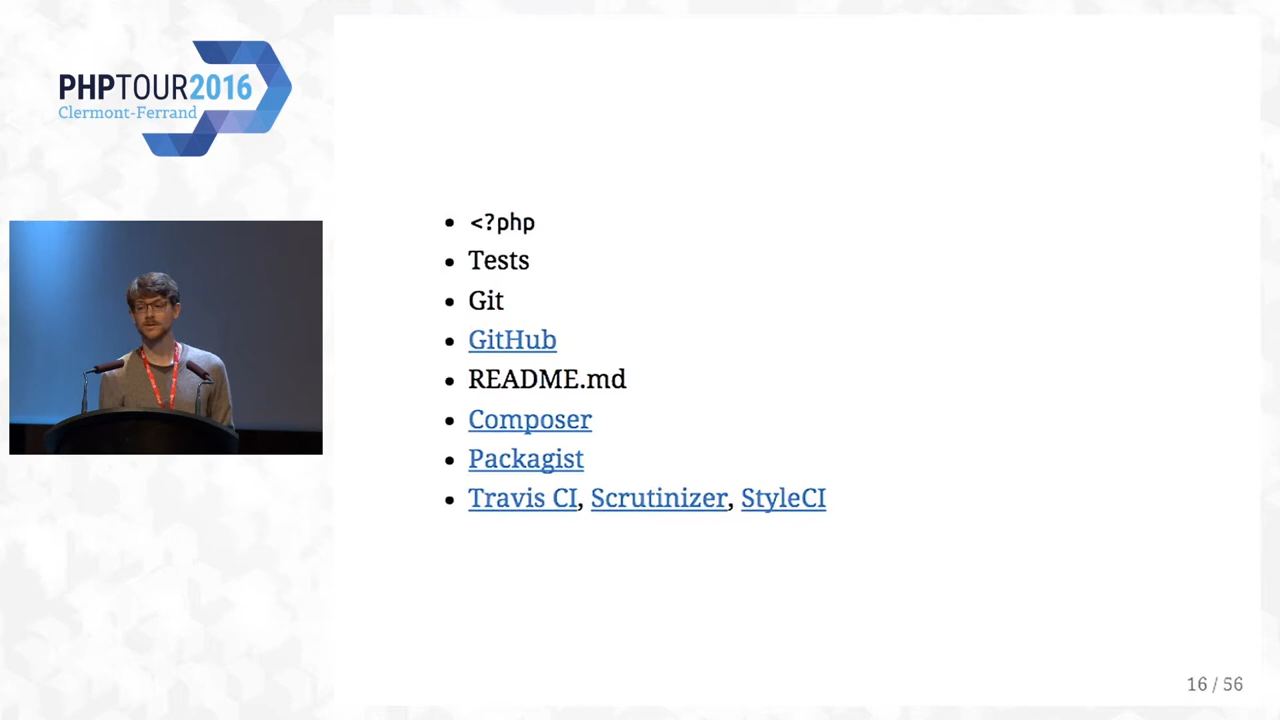 PHPTOUR2016
Clermont-Ferrand
<?php
Tests
Git
GitHub
README.md
Composer
Packagist
Travis CI, Scrutinizer, StyleCI
16 / 56